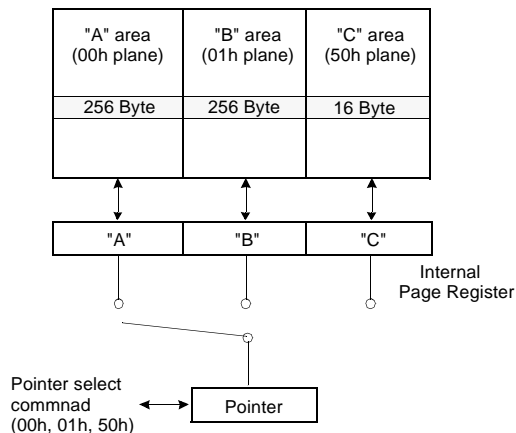 "A" area
(00h plane)
"B" area
(01h plane)
"C" area
(50h plane)
256 Byte
256 Byte
16 Byte
"A"
"B"
"C"
Internal
Page Register
Pointer select
commnad
(00h, 01h, 50h)
Pointer